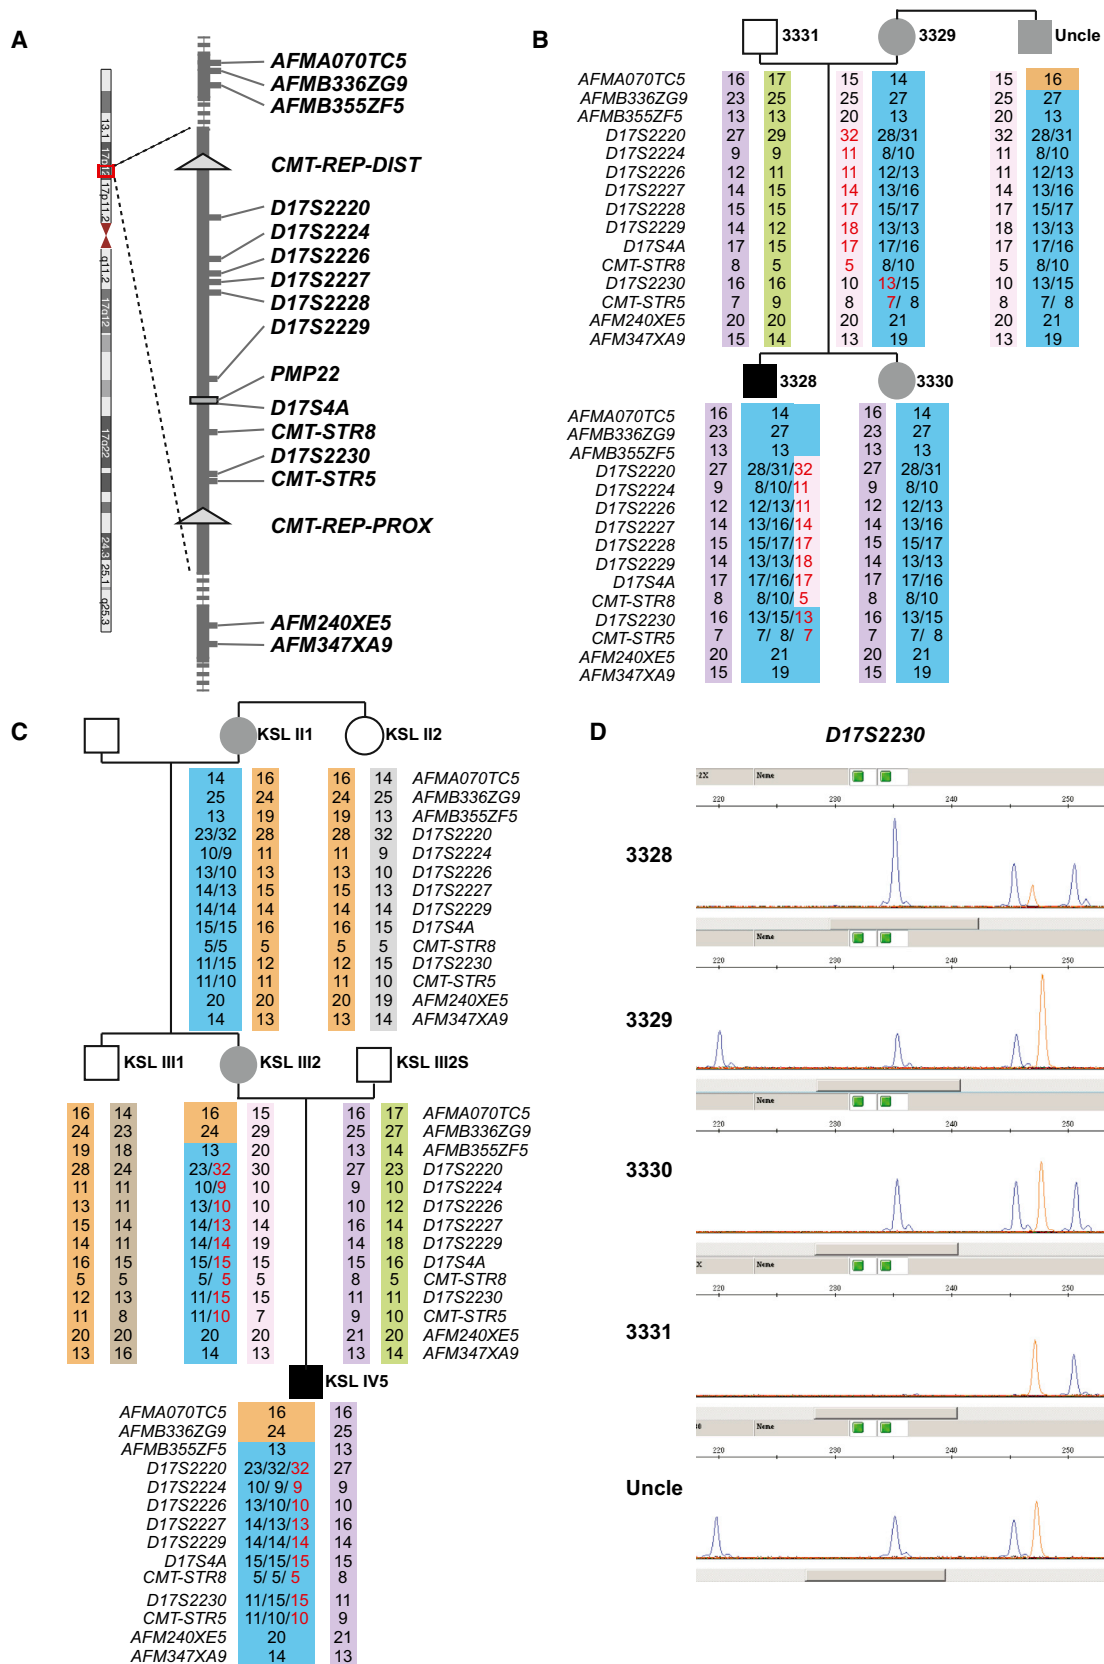 A
AFMA070TC5
AFMB336ZG9
AFMB355ZF5
CMT-REP-DIST
D17S2220
D17S2224
D17S2226
D17S2227
D17S2228
D17S2229
PMP22
D17S4A
CMT-STR8
D17S2230
CMT-STR5
CMT-REP-PROX
AFM240XE5
AFM347XA9
13.1
17p12
17p11.2
q11.2
17q12
17q22
24.3
25.1
q25.3
B
3331 3329 Uncle
AFMA070TC5 16 17 15 14 15 16
AFMB336ZG9 23 25 25 27 25 27
AFMB355ZF5 13 13 20 13 20 13
D17S2220 27 29 32 28/31 32 28/31
D17S2224 9 9 11 8/10 11 8/10
D17S2226 12 11 11 12/13 11 12/13
D17S2227 14 15 14 13/16 14 13/16
D17S2228 15 15 17 15/17 17 15/17
D17S2229 14 12 18 13/13 18 13/13
D17S4A 17 15 17 17/16 17 17/16
CMT-STR8 8 5 5 8/10 5 8/10
D17S2230 16 16 10 13/15 10 13/15
CMT-STR5 7 9 8 7/ 8 8 7/ 8
AFM240XE5 20 20 20 21 20 21
AFM347XA9 15 14 13 19 13 19
3328 3330
AFMA070TC5 16 14 16 14
AFMB336ZG9 23 27 23 27
AFMB355ZF5 13 13 13 13
D17S2220 27 28/31/32 27 28/31
D17S2224 9 8/10/11 9 8/10
D17S2226 12 12/13/11 12 12/13
D17S2227 14 13/16/14 14 13/16
D17S2228 15 15/17/17 15 15/17
D17S2229 14 13/13/18 14 13/13
D17S4A 17 17/16/17 17 17/16
CMT-STR8 8 8/10/ 5 8 8/10
D17S2230 16 13/15/13 16 13/15
CMT-STR5 7 7/ 8/ 7 7 7/ 8
AFM240XE5 20 21 20 21
AFM347XA9 15 19 15 19
C
KSL II1 KSL II2
14 16 16 14 AFMA070TC5
25 24 24 25 AFMB336ZG9
13 19 19 13 AFMB355ZF5
23/32 28 28 32 D17S2220
10/9 11 11 9 D17S2224
13/10 13 13 10 D17S2226
14/13 15 15 13 D17S2227
14/14 14 14 14 D17S2229
15/15 16 16 15 D17S4A
5/5 5 5 5 CMT-STR8
11/15 12 12 15 D17S2230
11/10 11 11 10 CMT-STR5
20 20 20 19 AFM240XE5
14 13 13 14 AFM347XA9
KSL III1 KSL III2 KSL III2S
16 14 16 15 16 17 AFMA070TC5
24 23 24 29 25 27 AFMB336ZG9
19 18 13 20 13 14 AFMB355ZF5
28 24 23/32 30 27 23 D17S2220
11 11 10/9 10 9 10 D17S2224
13 11 13/10 10 10 12 D17S2226
15 14 14/13 14 16 14 D17S2227
14 11 14/14 19 14 18 D17S2229
16 15 15/15 15 15 16 D17S4A
5 5 5/ 5 5 8 5 CMT-STR8
12 13 11/15 15 11 11 D17S2230
11 8 11/10 7 9 10 CMT-STR5
20 20 20 20 21 20 AFM240XE5
13 16 14 13 13 14 AFM347XA9
KSL IV5
AFMA070TC5 16 16
AFMB336ZG9 24 25
AFMB355ZF5 13 13
D17S2220 23/32/32 27
D17S2224 10/ 9/ 9 9
D17S2226 13/10/10 10
D17S2227 14/13/13 16
D17S2229 14/14/14 14
D17S4A 15/15/15 15
CMT-STR8 5/ 5/ 5 8
D17S2230 11/15/15 11
CMT-STR5 11/10/10 9
AFM240XE5 20 21
AFM347XA9 14 13
D
D17S2230
-2X None
220 230 240 250
3328
None
220 230 240 250
3329
None
220 230 240 250
3330
X None
220 230 240 250
3331
None
220 230 240 250
Uncle